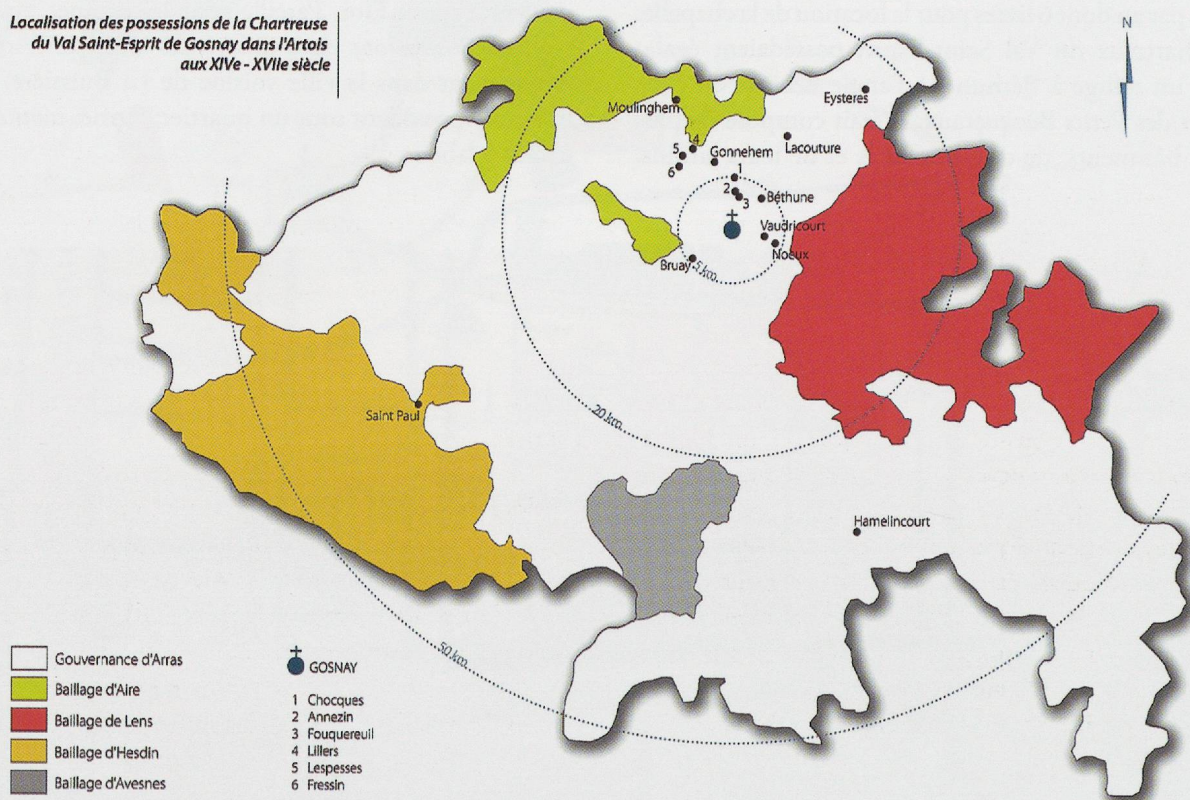 Localisation des possessions de la Chartreuse
du Val Saint-Esprit de Gosnay dans l'Artois
aux XIVe - XVIIe siècle
N
Moulinghem
Eysteres
Lacouture
4
5
Gonnehem
6
1
2
3
Béthune
Vaudricourt
Noeux
Bruay
5 km.
20 km.
Saint Paul
Hamelincourt
50 km.
Gouvernance d'Arras
Baillage d'Aire
Baillage de Lens
Baillage d'Hesdin
Baillage d'Avesnes
GOSNAY
1 Chocques
2 Annezin
3 Fouquereuil
4 Lillers
5 Lespesses
6 Fressin